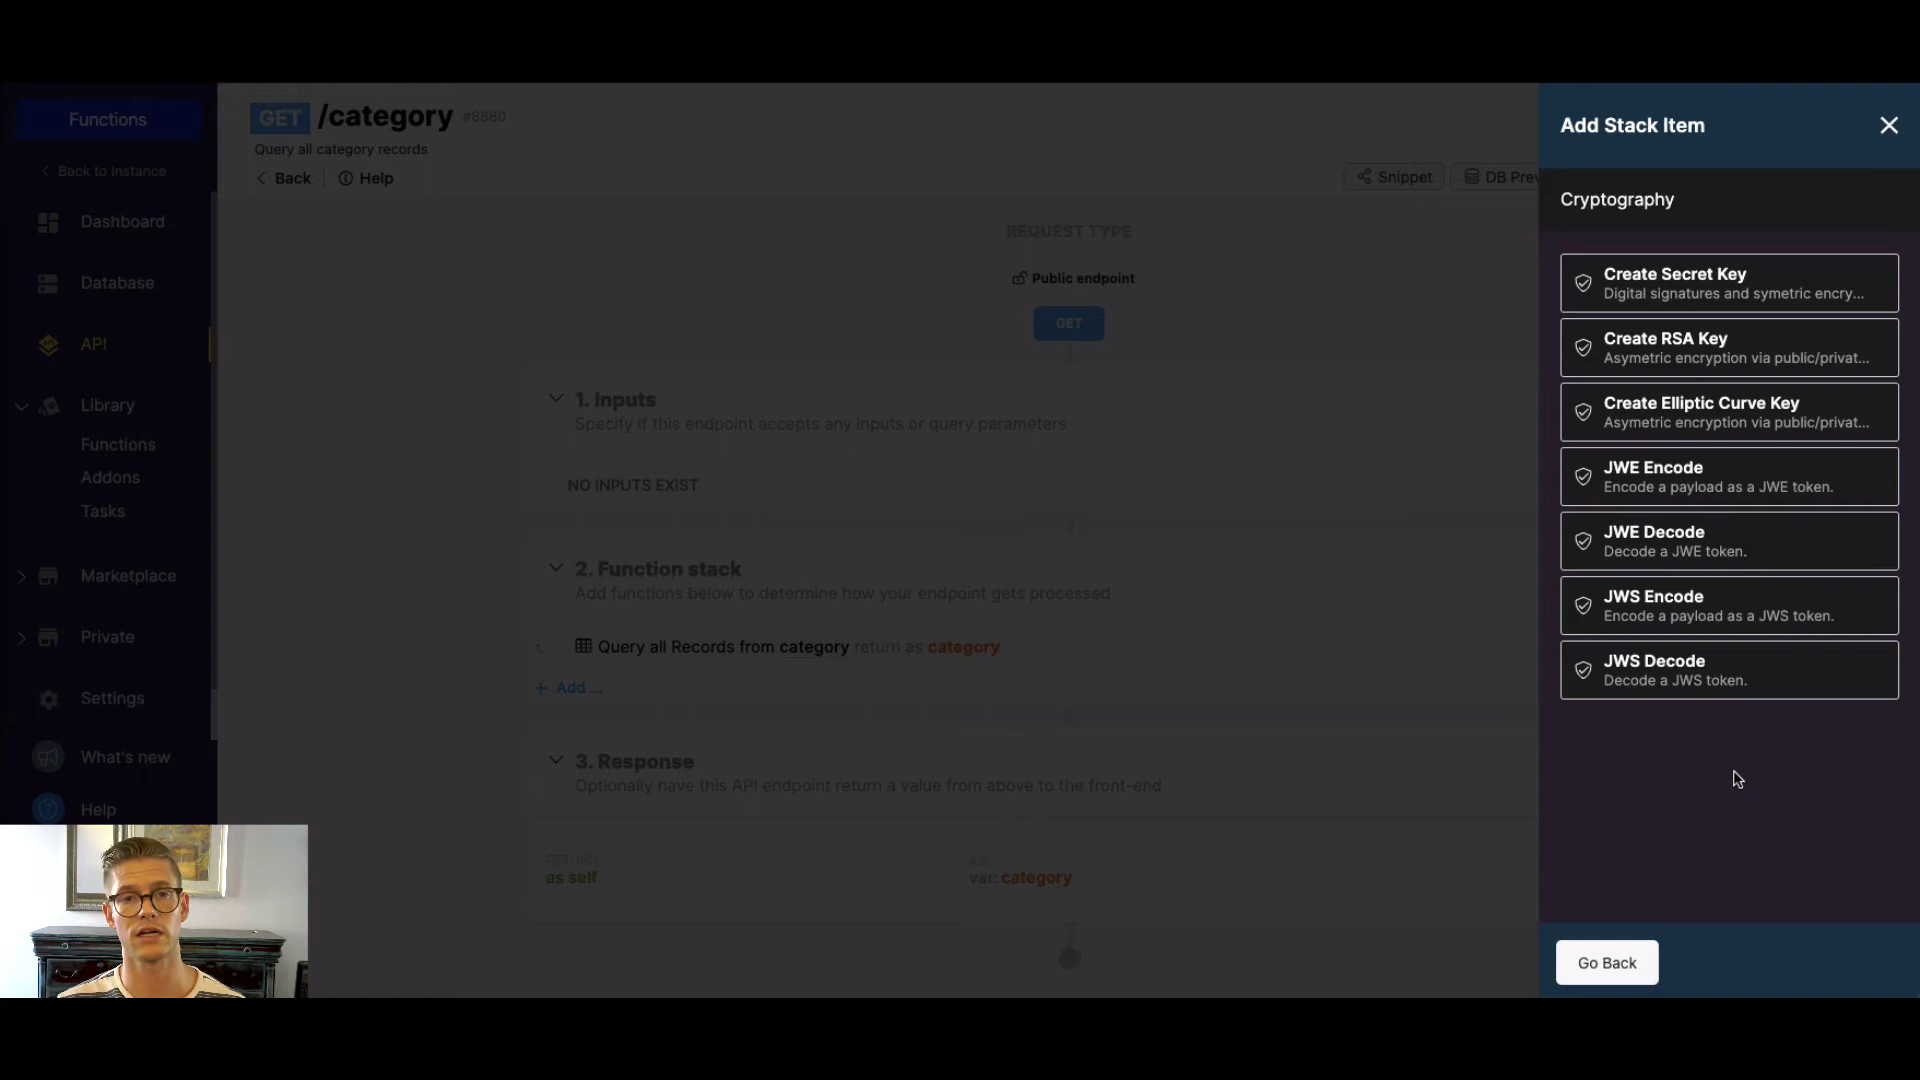 Functions
Back to Instance
Dashboard
Database
API
Library
Functions
Addons
Tasks
Marketplace
Private
Settings
What's new
Help
GET /category #8880
Query all category records
Back
Help
Snippet
DB Prev
REQUEST TYPE
Public endpoint
GET
1. Inputs
Specify if this endpoint accepts any inputs or query parameters
NO INPUTS EXIST
2. Function stack
Add functions below to determine how your endpoint gets processed
1. Query all Records from category return as category
+ Add ...
3. Response
Optionally have this API endpoint return a value from above to the front-end
RETURN
as self
AS
var: category
Add Stack Item
Cryptography
Create Secret Key
Digital signatures and symetric encry...
Create RSA Key
Asymetric encryption via public/privat...
Create Elliptic Curve Key
Asymetric encryption via public/privat...
JWE Encode
Encode a payload as a JWE token.
JWE Decode
Decode a JWE token.
JWS Encode
Encode a payload as a JWS token.
JWS Decode
Decode a JWS token.
Go Back